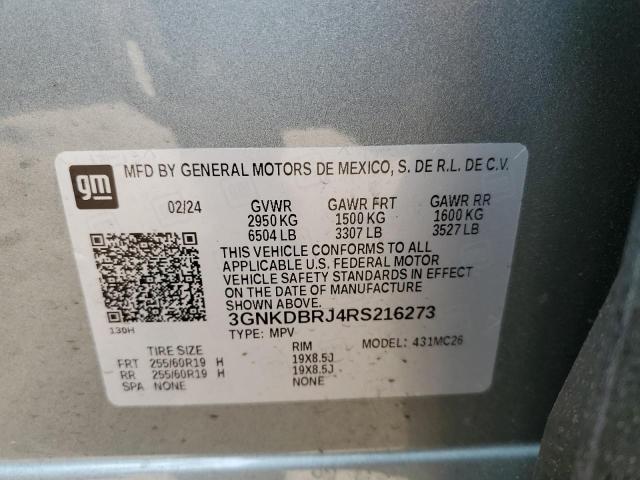 gm
MFD BY GENERAL MOTORS DE MEXICO, S. DE R.L. DE C.V.
02/24 GVWR GAWR FRT GAWR RR
2950 KG 1500 KG 1600 KG
6504 LB 3307 LB 3527 LB
THIS VEHICLE CONFORMS TO ALL
APPLICABLE U.S. FEDERAL MOTOR
VEHICLE SAFETY STANDARDS IN EFFECT
ON THE DATE OF MANUFACTURE
SHOWN ABOVE.
3GNKDBRJ4RS216273
130H
TYPE: MPV MODEL: 431MC26
TIRE SIZE RIM
FRT 255/60R19 H 19X8.5J
RR 255/60R19 H 19X8.5J
SPA NONE NONE